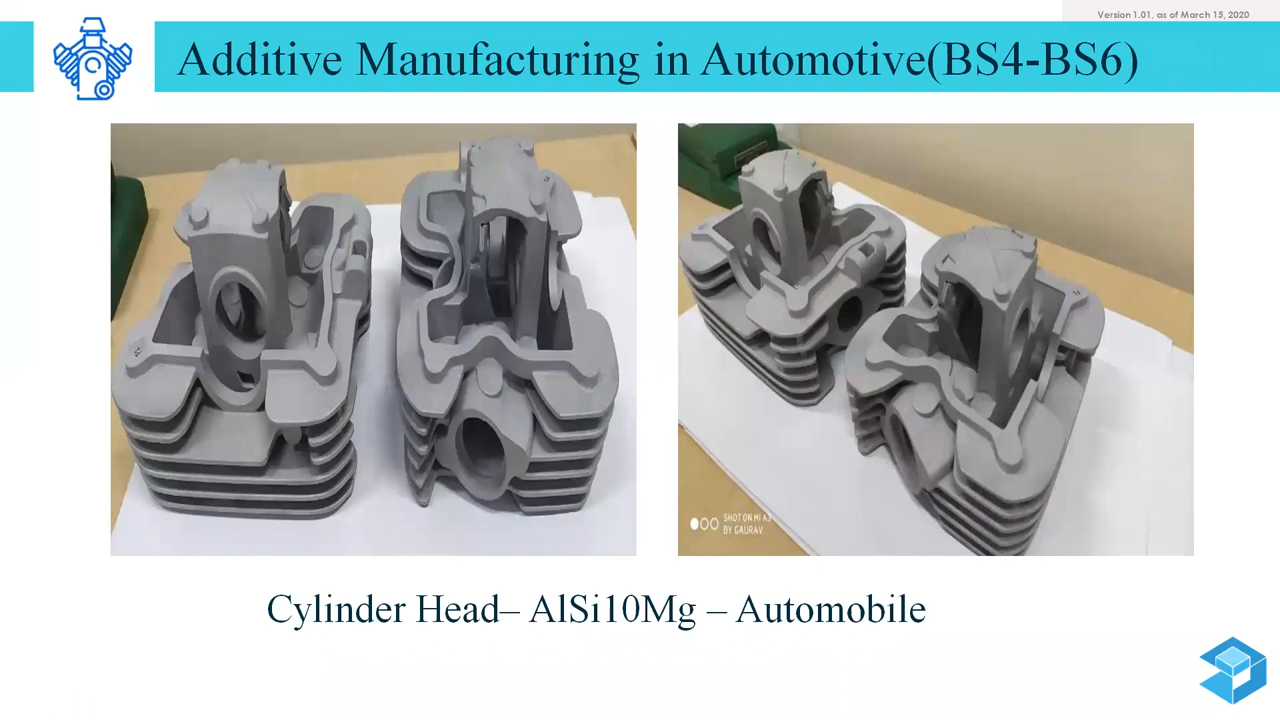 Version 1.01, as of March 15, 2020
Additive Manufacturing in Automotive(BS4-BS6)
SHOT ON MI A3
BY GAURAV
Cylinder Head– AlSi10Mg – Automobile